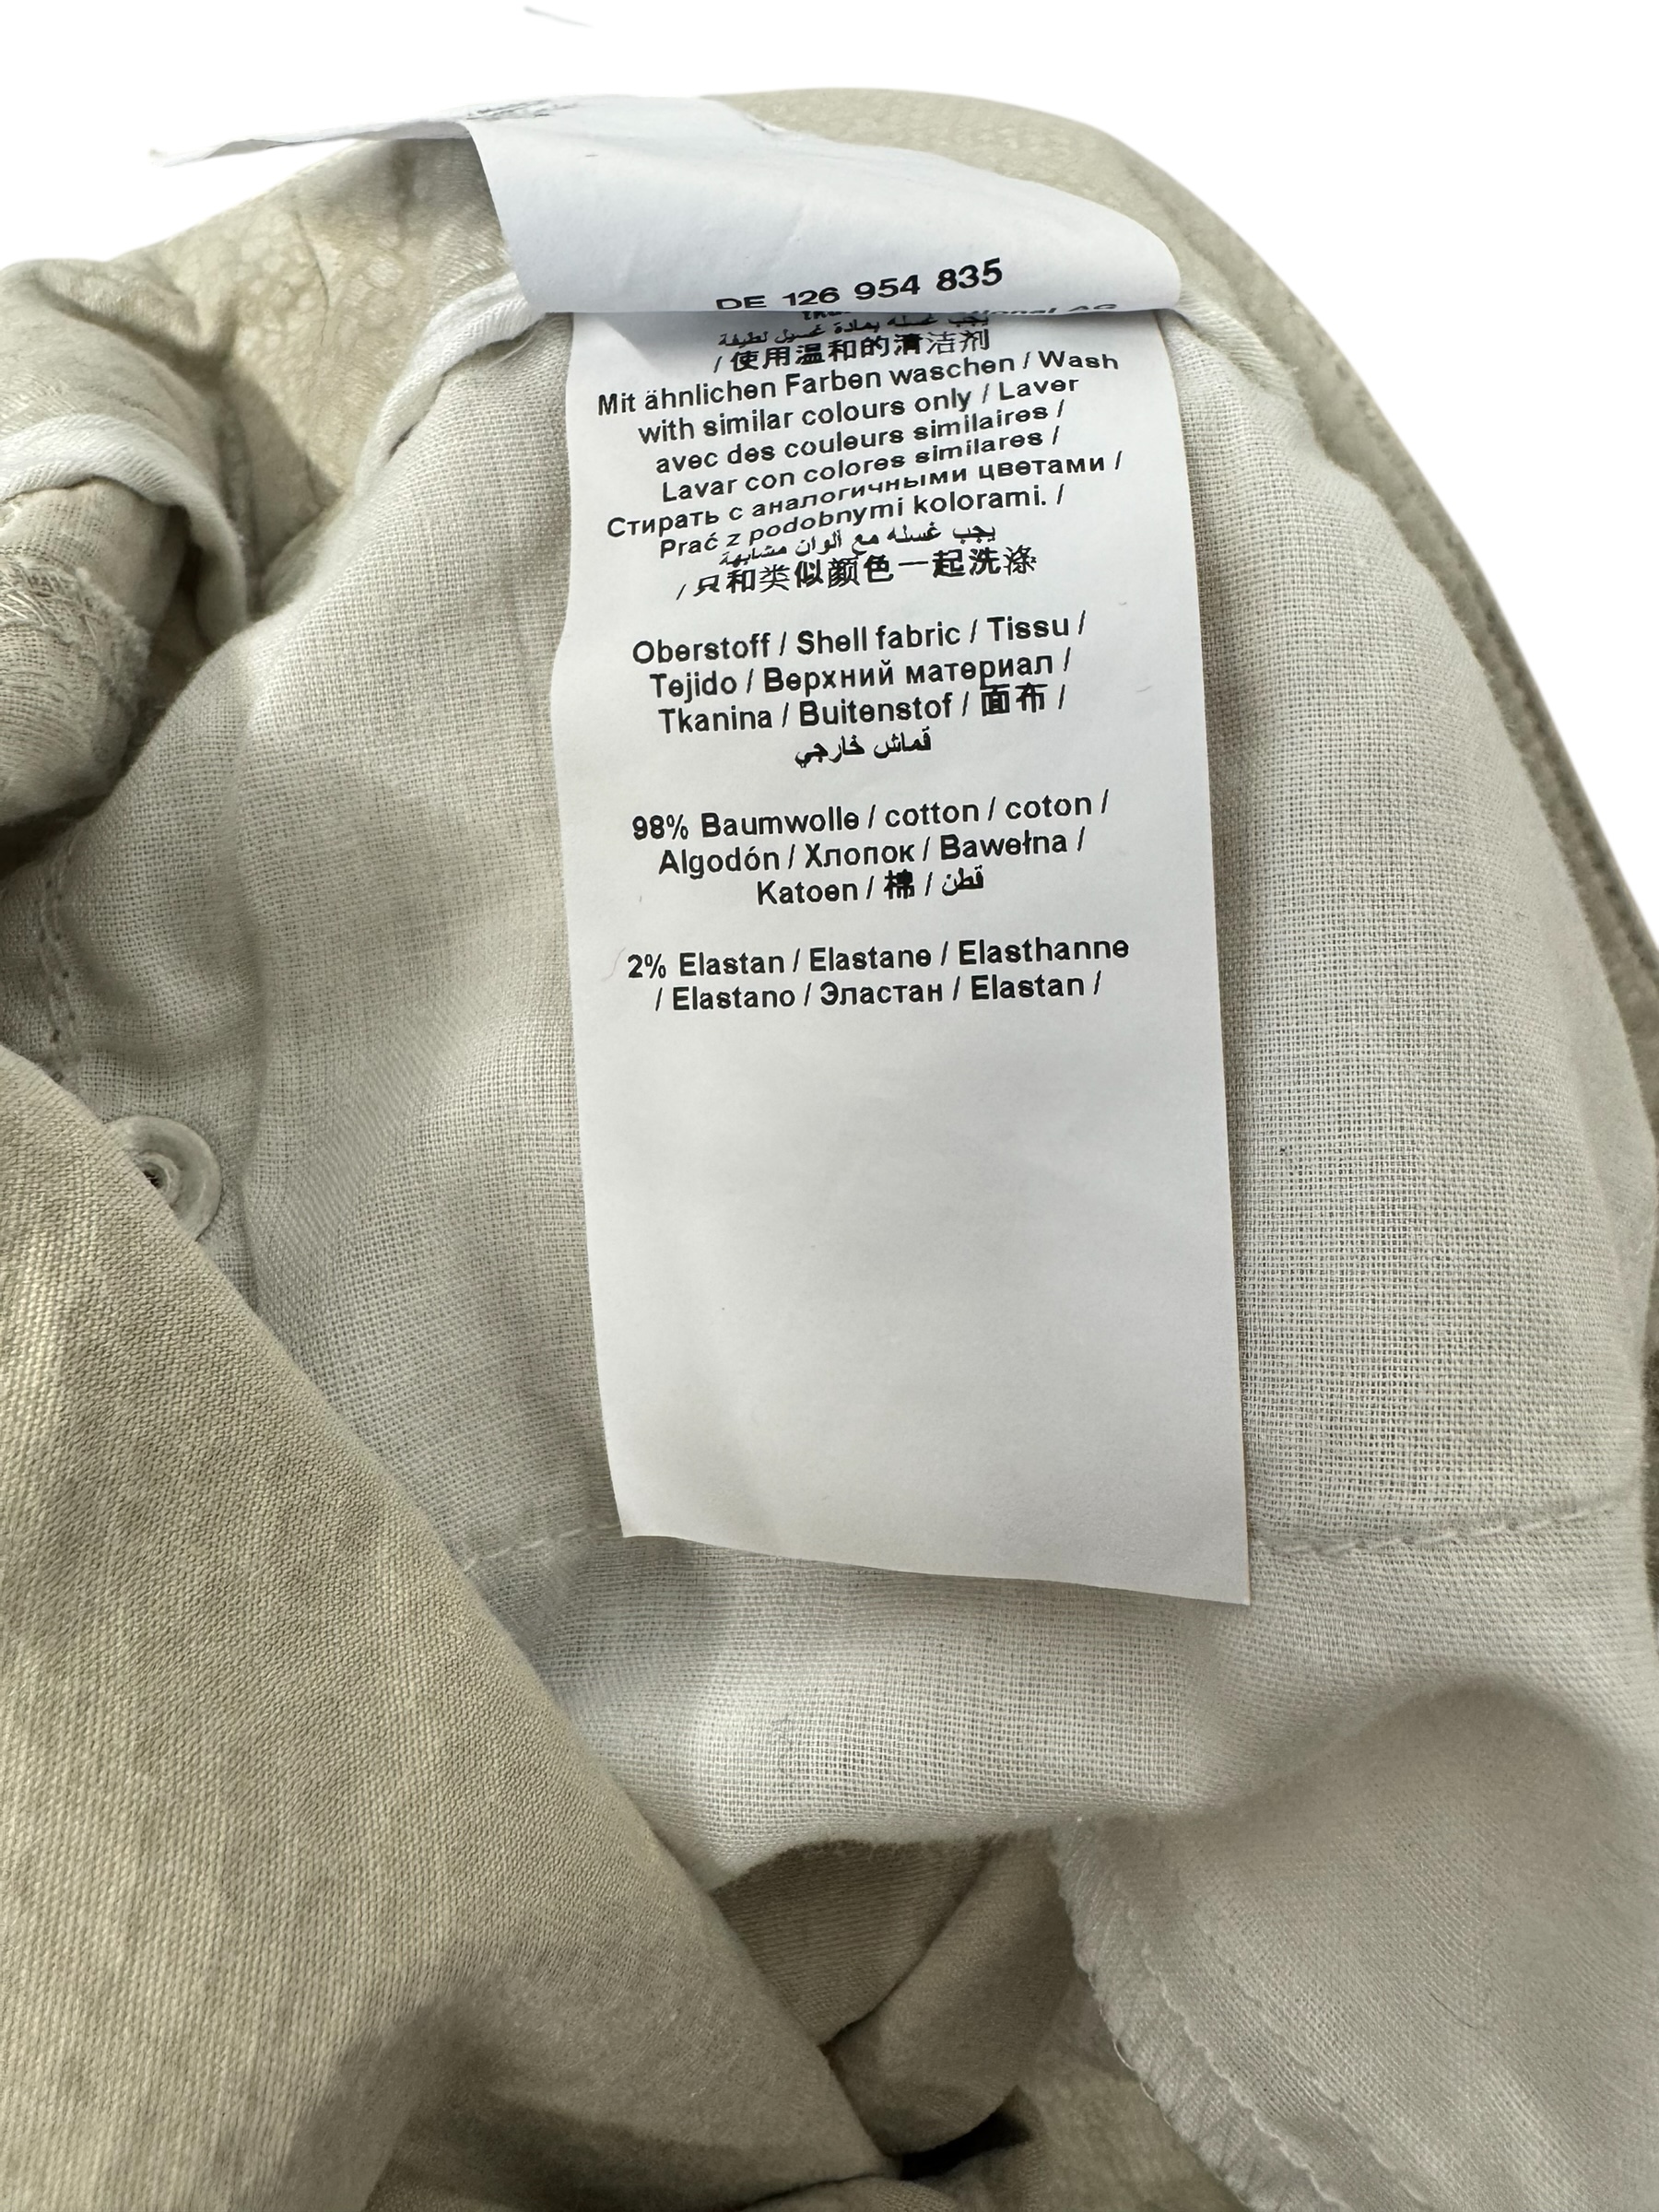 DE 126 954 835
يجب غسله بمادة غسيل لطيفة
/ 使用温和的清洁剂
Mit ähnlichen Farben waschen / Wash
with similar colours only / Laver
avec des couleurs similaires /
Lavar con colores similares /
Стирать с аналогичными цветами /
Prać z podobnymi kolorami. /
يجب غسله مع ألوان مشابهة
/ 只和类似颜色一起洗涤
Oberstoff / Shell fabric / Tissu /
Tejido / Верхний материал /
Tkanina / Buitenstof / 面布 /
قماش خارجي
98% Baumwolle / cotton / coton /
Algodón / Хлопок / Bawełna /
Katoen / 棉 / قطن
2% Elastan / Elastane / Elasthanne
/ Elastano / Эластан / Elastan /